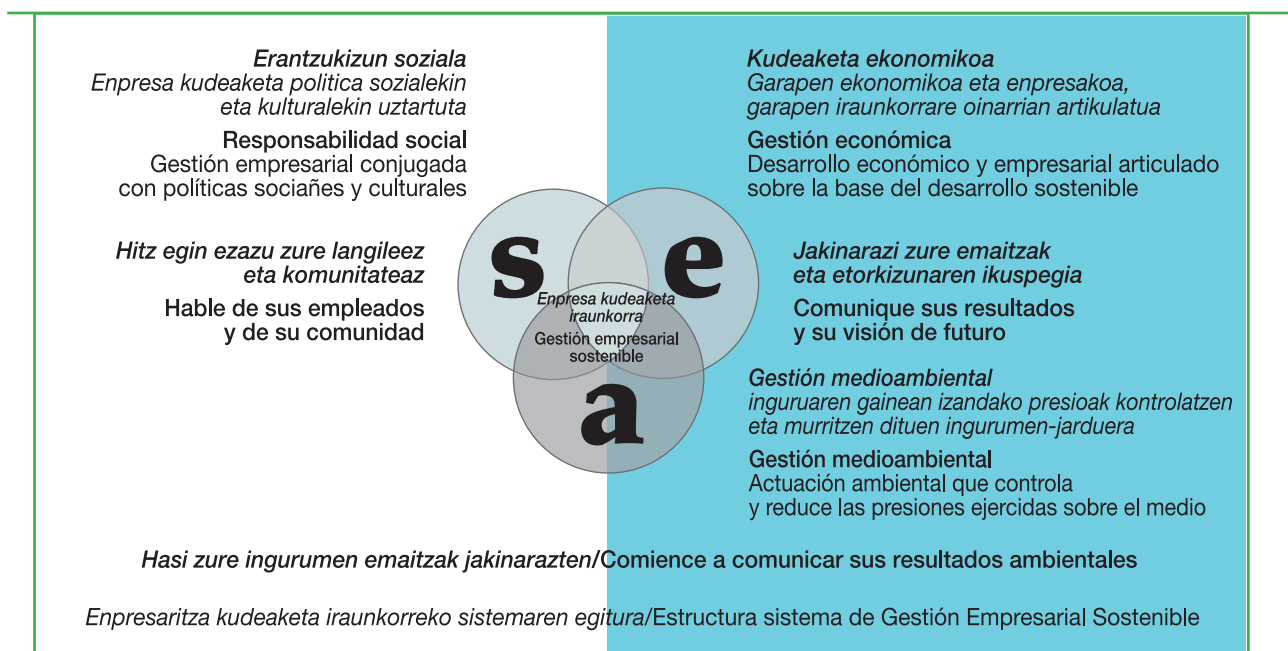 Erantzukizun soziala
Enpresa kudeaketa politica sozialekin
eta kulturalekin uztartuta
Responsabilidad social
Gestión empresarial conjugada
con políticas sociañes y culturales
Kudeaketa ekonomikoa
Garapen ekonomikoa eta enpresakoa,
garapen iraunkorrare oinarrian artikulatua
Gestión económica
Desarrollo económico y empresarial articulado
sobre la base del desarrollo sostenible
Hitz egin ezazu zure langileez
eta komunitateaz
Hable de sus empleados
y de su comunidad
s
e
Enpresa kudeaketa
iraunkorra
Gestión empresarial
sostenible
a
Jakinarazi zure emaitzak
eta etorkizunaren ikuspegia
Comunique sus resultados
y su visión de futuro
Gestión medioambiental
inguruaren gainean izandako presioak kontrolatzen
eta murritzen dituen ingurumen-jarduera
Gestión medioambiental
Actuación ambiental que controla
y reduce las presiones ejercidas sobre el medio
Hasi zure ingurumen emaitzak jakinarazten/Comience a comunicar sus resultados ambientales
Enpresaritza kudeaketa iraunkorreko sistemaren egitura/Estructura sistema de Gestión Empresarial Sostenible